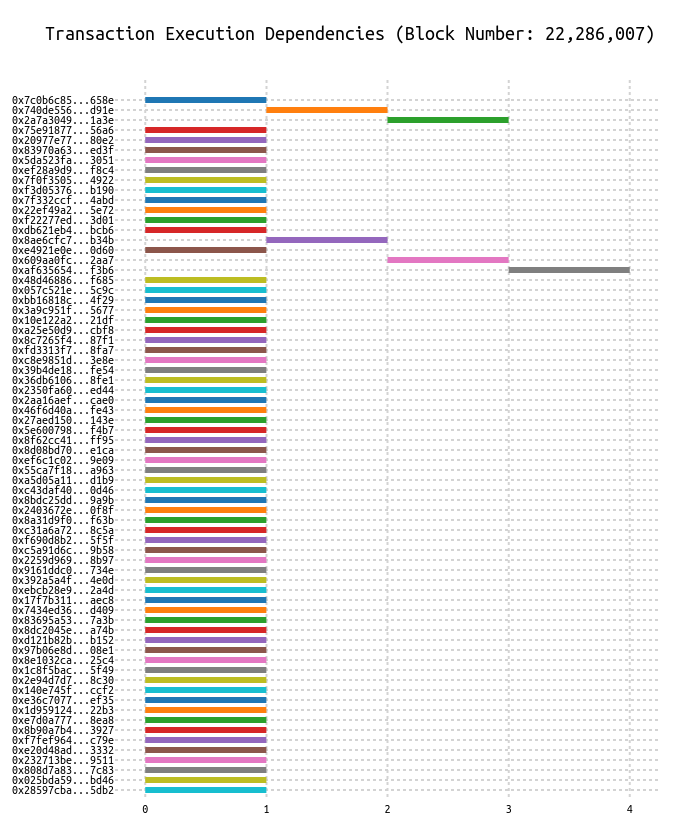 Transaction Execution Dependencies (Block Number: 22,286,007)
0x7c0b6c85...658e
0x740de556...d91e
0x2a7a3049...1a3e
0x75e91877...56a6
0x20977e77...80e2
0x83970a63...ed3f
0x5da523fa...3051
0xef28a9d9...f8c4
0x7f0f3505...4922
0xf3d05376...b190
0x7f332ccf...4abd
0x22ef49a2...5e72
0xf22277ed...3d01
0xdb621eb4...bcb6
0x8ae6cfc7...b34b
0xe4921e0e...0d60
0x609aa0fc...2aa7
0xaf635654...f3b6
0x48d46886...f685
0x057c521e...5c9c
0xbb16818c...4f29
0x3a9c951f...5677
0x10e122a2...21df
0xa25e50d9...cbf8
0x8c7265f4...87f1
0xfd3313f7...8fa7
0xc8e9851d...3e8e
0x39b4de18...fe54
0x36db6106...8fe1
0x2350fa60...ed44
0x2aa16aef...cae0
0x46f6d40a...fe43
0x27aed150...143e
0x5e600798...f4b7
0x8f62cc41...ff95
0x8d08bd70...e1ca
0xef6c1c02...9e09
0x55ca7f18...a963
0xa5d05a11...d1b9
0xc43daf40...0d46
0x8bdc25dd...9a9b
0x2403672e...0f8f
0x8a31d9f0...f63b
0xc31a6a72...8c5a
0xf690d8b2...5f5f
0xc5a91d6c...9b58
0x2259d969...8b97
0x9161ddc0...734e
0x392a5a4f...4e0d
0xebcb28e9...2a4d
0x17f7b311...aec8
0x7434ed36...d409
0x83695a53...7a3b
0x8dc2045e...a74b
0xd121b82b...b152
0x97b06e8d...08e1
0x8e1032ca...25c4
0x1c8f5bac...5f49
0x2e94d7d7...8c30
0x140e745f...ccf2
0xe36c7077...ef35
0x1d959124...22b3
0xe7d0a777...8ea8
0x8b90a7b4...3927
0xf7fef964...c79e
0xe20d48ad...3332
0x232713be...9511
0x808d7a83...7c83
0x025bda59...bd46
0x28597cba...5db2
0 1 2 3 4